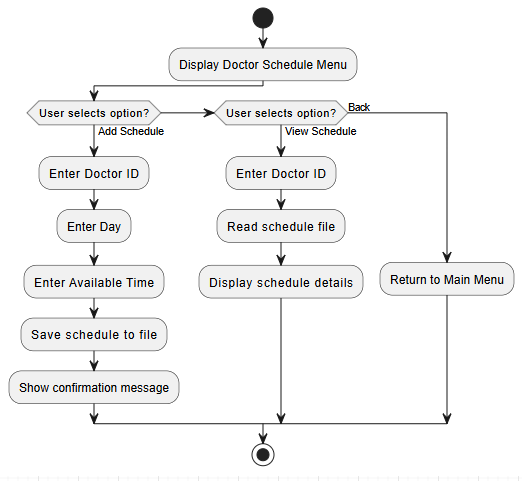 Display Doctor Schedule Menu
User selects option?
Add Schedule
Enter Doctor ID
Enter Day
Enter Available Time
Save schedule to file
Show confirmation message
User selects option?
View Schedule
Enter Doctor ID
Read schedule file
Display schedule details
Back
Return to Main Menu